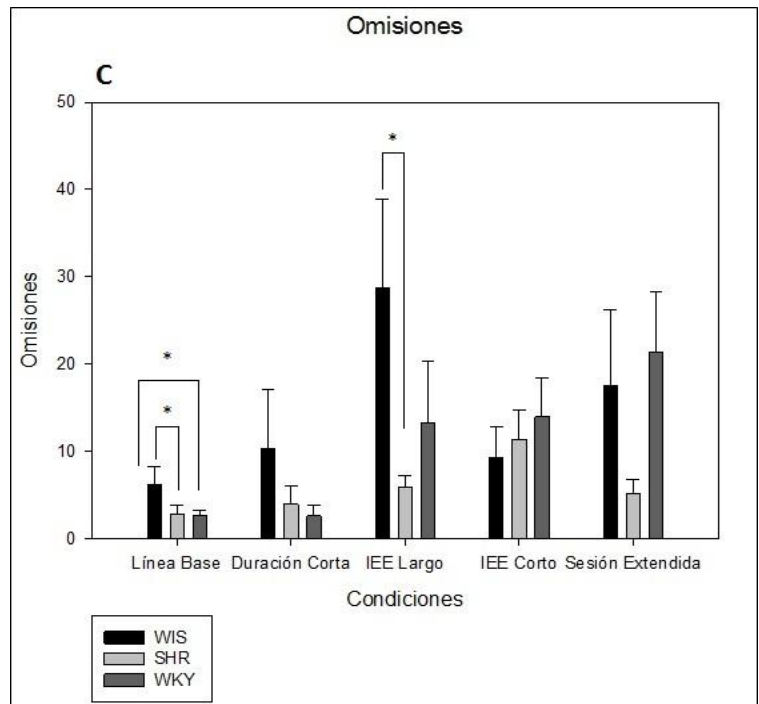 Omisiones
C
50
40
30
20
10
0
Omisiones
*
*
*
Línea Base Duración Corta IEE Largo IEE Corto Sesión Extendida
Condiciones
WIS
SHR
WKY